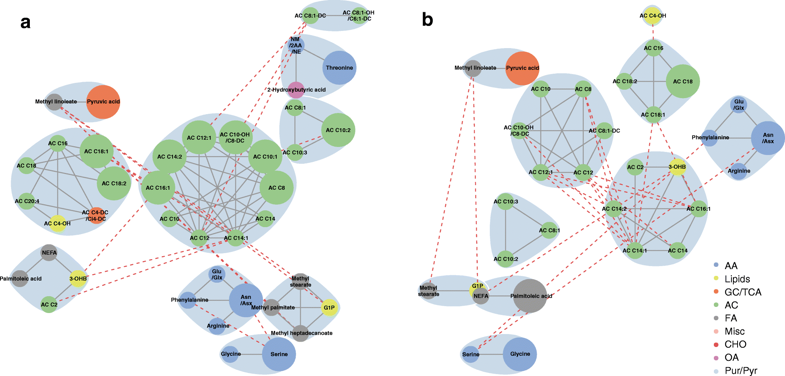 a
AC C8:1-DC
AC C8:1-OH
/C6:1-DC
NM
/2AA
/NE
Threonine
2-Hydroxybutyric acid
AC C8:1
AC C10:2
AC C10:3
Methyl linoleate
Pyruvic acid
AC C16
AC C18:1
AC C18
AC C18:2
AC C20:4
AC C4-DC
/Ci4-DC
AC C4-OH
AC C12:1
AC C10-OH
/C8-DC
AC C14:2
AC C10:1
AC C16:1
AC C8
AC C10
AC C14
AC C12
AC C14:1
NEFA
Palmitoleic acid
3-OHB
AC C2
Glu
/Glx
Phenylalanine
Asn
/Asx
Arginine
Glycine
Serine
Methyl
stearate
Methyl palmitate
G1P
Methyl heptadecanoate
b
AC C4-OH
AC C16
AC C18:2
AC C18
AC C18:1
Methyl linoleate
Pyruvic acid
AC C10
AC C8
AC C10-OH
/C8-DC
AC C8:1-DC
AC C12:1
AC C12
Glu
/Glx
Phenylalanine
Asn
/Asx
Arginine
AC C2
3-OHB
AC C14:2
AC C16:1
AC C14:1
AC C14
AC C10:3
AC C8:1
AC C10:2
Methyl
stearate
G1P
NEFA
Palmitoleic acid
Serine
Glycine
AA
Lipids
GC/TCA
AC
FA
Misc
CHO
OA
Pur/Pyr